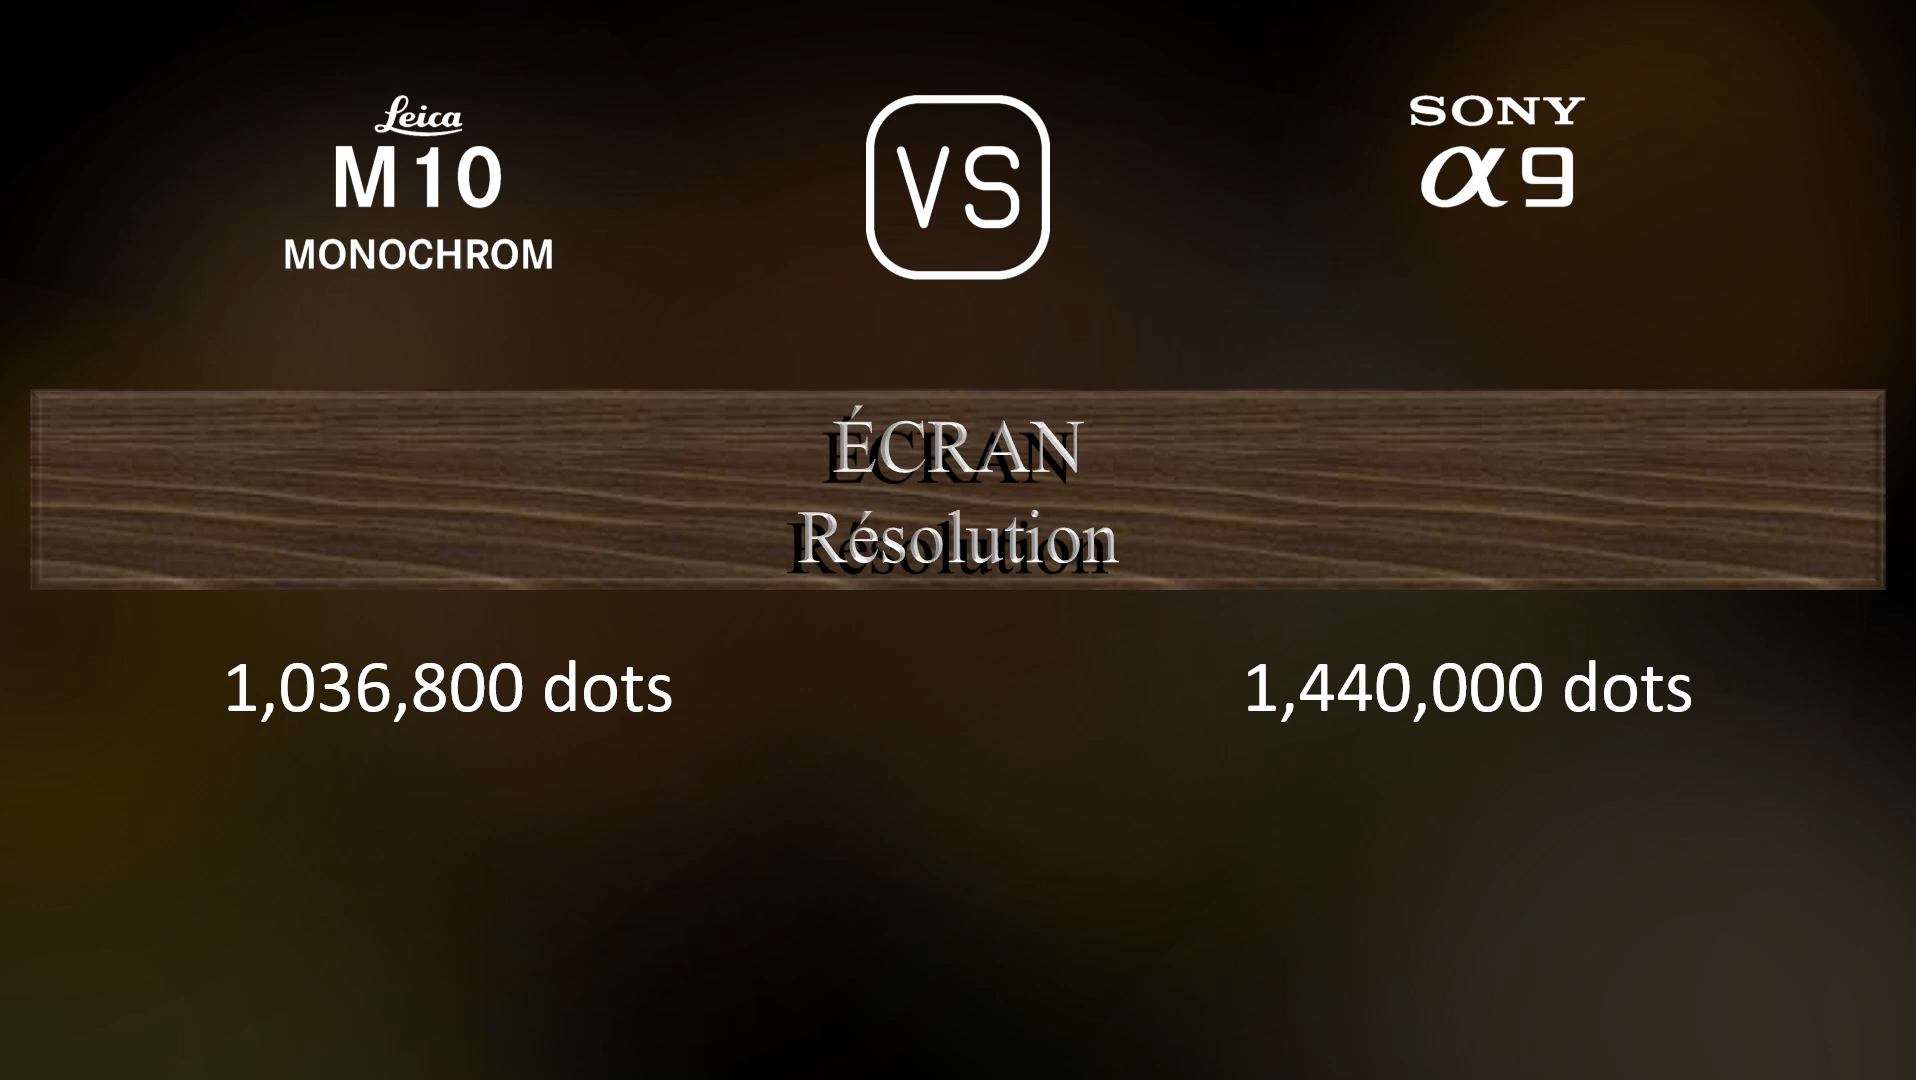 Leica
M10
MONOCHROM
VS
SONY
α9
ÉCRAN
Résolution
1,036,800 dots
1,440,000 dots